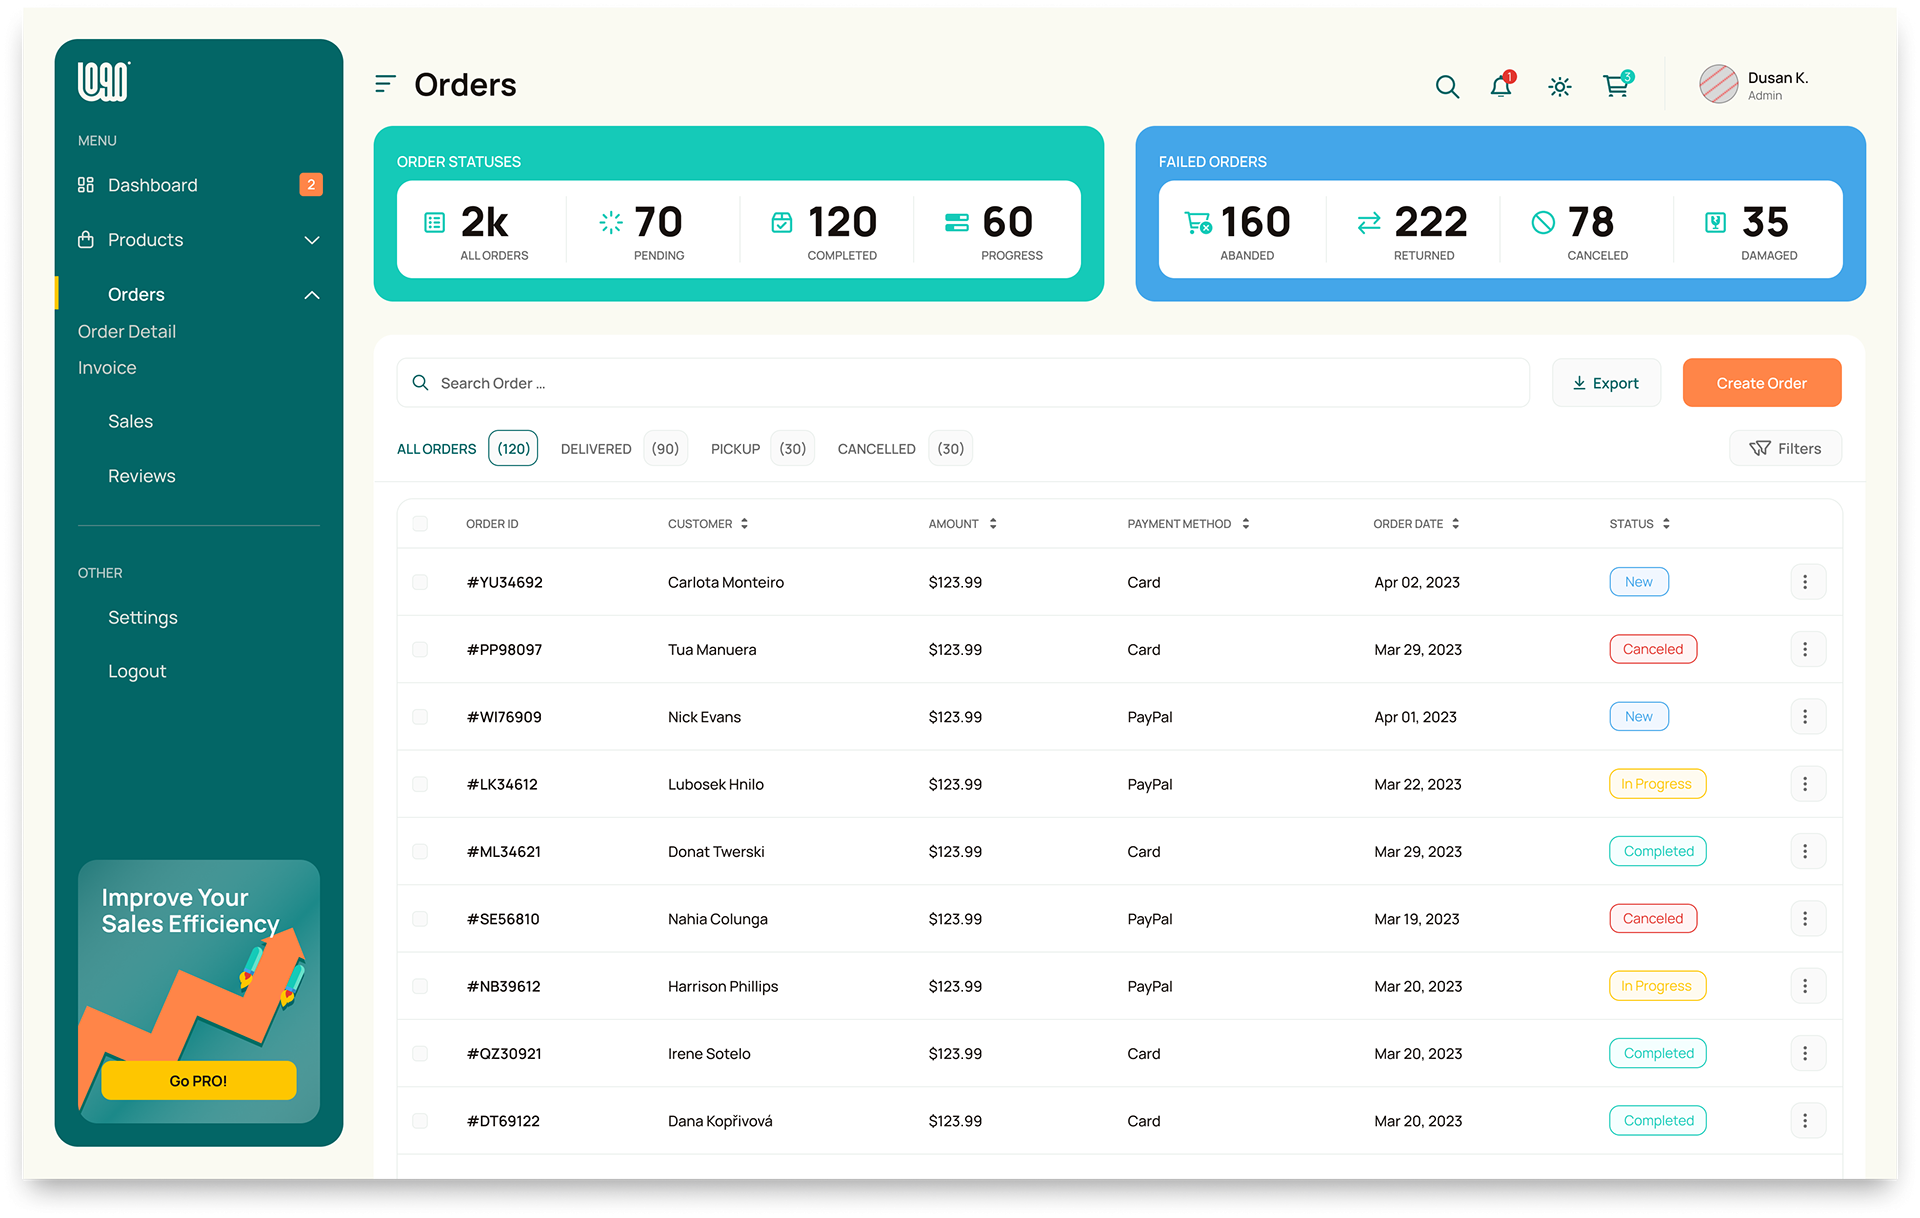 MENU
Dashboard 2
Products
Orders
Order Detail
Invoice
Sales
Reviews
OTHER
Settings
Logout
Improve Your
Sales Efficiency
Go PRO!
Orders
1
3
Dusan K.
Admin
ORDER STATUSES
2k
ALL ORDERS
70
PENDING
120
COMPLETED
60
PROGRESS
FAILED ORDERS
160
ABANDED
222
RETURNED
78
CANCELED
35
DAMAGED
Search Order ...
Export
Create Order
ALL ORDERS (120) DELIVERED (90) PICKUP (30) CANCELLED (30)
Filters
ORDER ID CUSTOMER AMOUNT PAYMENT METHOD ORDER DATE STATUS
#YU34692 Carlota Monteiro $123.99 Card Apr 02, 2023 New
#PP98097 Tua Manuera $123.99 Card Mar 29, 2023 Canceled
#WI76909 Nick Evans $123.99 PayPal Apr 01, 2023 New
#LK34612 Lubosek Hnilo $123.99 PayPal Mar 22, 2023 In Progress
#ML34621 Donat Twerski $123.99 Card Mar 29, 2023 Completed
#SE56810 Nahia Colunga $123.99 PayPal Mar 19, 2023 Canceled
#NB39612 Harrison Phillips $123.99 PayPal Mar 20, 2023 In Progress
#QZ30921 Irene Sotelo $123.99 Card Mar 20, 2023 Completed
#DT69122 Dana Kopřivová $123.99 Card Mar 20, 2023 Completed